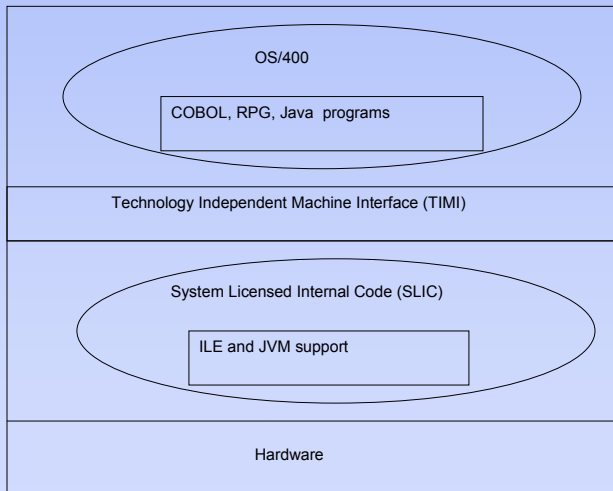 OS/400
COBOL, RPG, Java programs
Technology Independent Machine Interface (TIMI)
System Licensed Internal Code (SLIC)
ILE and JVM support
Hardware